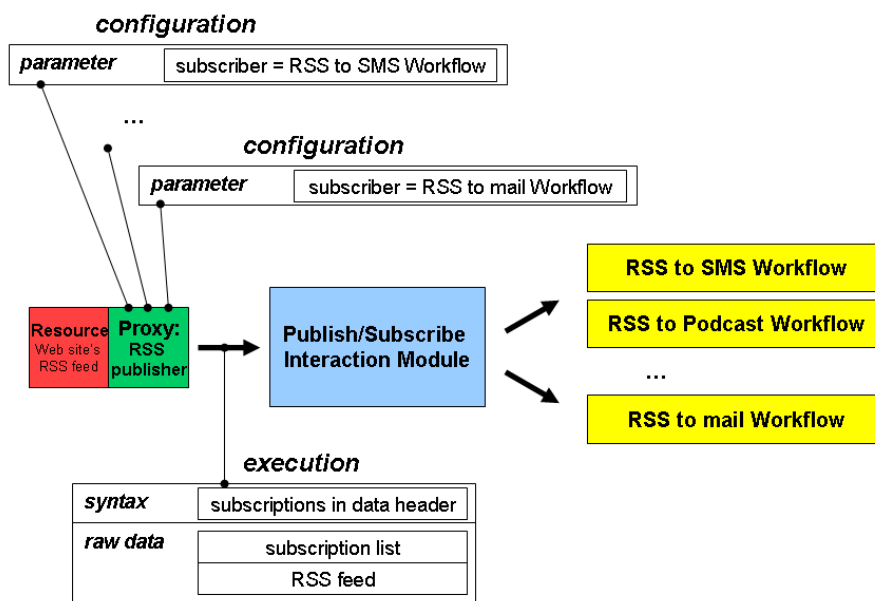 configuration
parameter
subscriber = RSS to SMS Workflow
...
configuration
parameter
subscriber = RSS to mail Workflow
Resource
Web site's
RSS feed
Proxy:
RSS
publisher
Publish/Subscribe
Interaction Module
RSS to SMS Workflow
RSS to Podcast Workflow
...
RSS to mail Workflow
execution
syntax
subscriptions in data header
raw data
subscription list
RSS feed